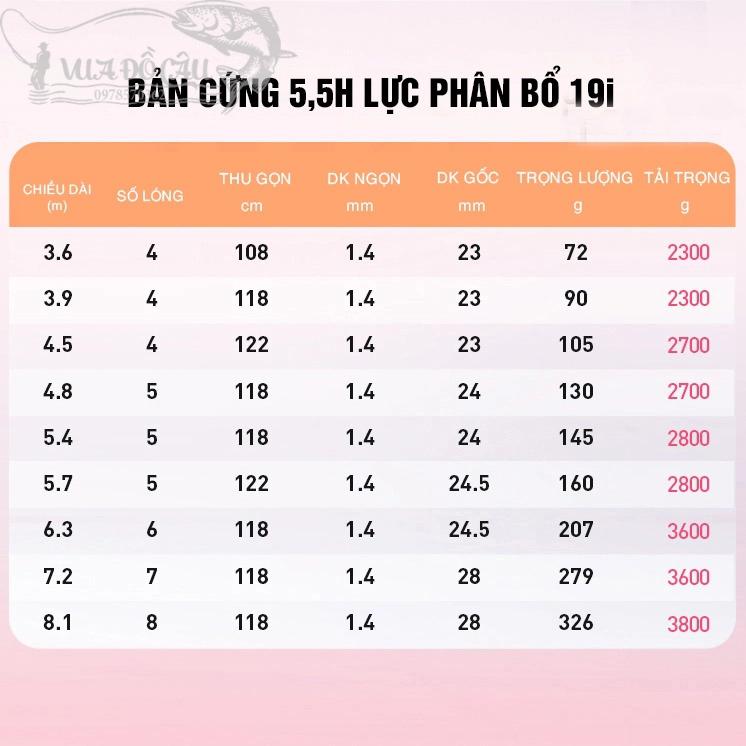 VUA ĐỒ CÂU
BẢN CỨNG 5,5H LỰC PHÂN BỔ 19i
CHIỀU DÀI (m) SỐ LÓNG THU GỌN cm DK NGỌN mm DK GỐC mm TRỌNG LƯỢNG g TẢI TRỌNG g
3.6 4 108 1.4 23 72 2300
3.9 4 118 1.4 23 90 2300
4.5 4 122 1.4 23 105 2700
4.8 5 118 1.4 24 130 2700
5.4 5 118 1.4 24 145 2800
5.7 5 122 1.4 24.5 160 2800
6.3 6 118 1.4 24.5 207 3600
7.2 7 118 1.4 28 279 3600
8.1 8 118 1.4 28 326 3800